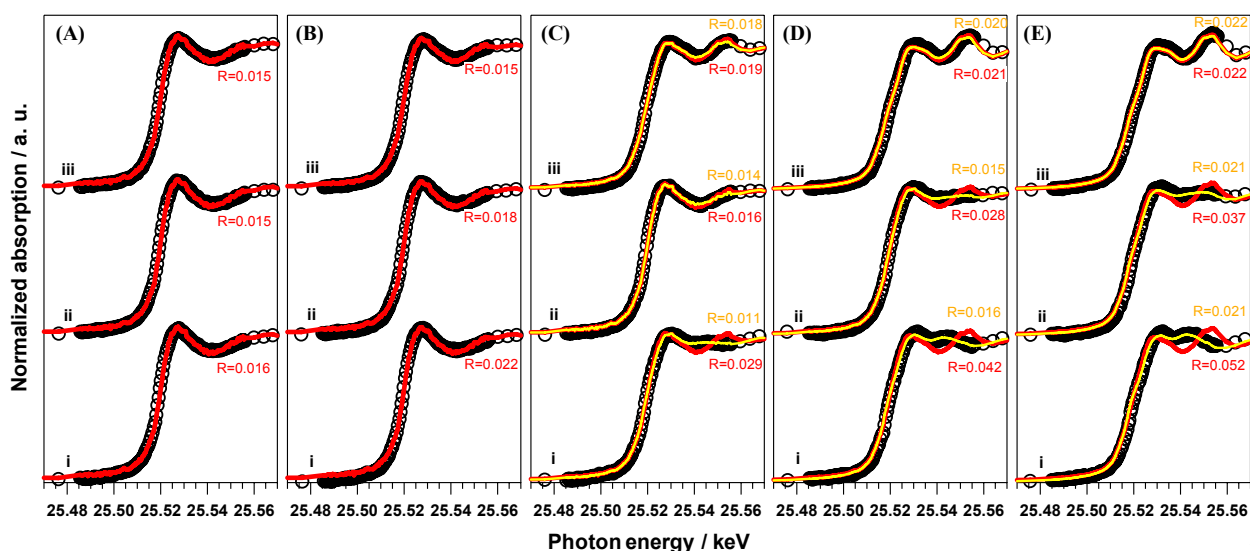 Normalized absorption / a. u.
(A)
iii
R=0.015
ii
R=0.015
i
R=0.016
25.48 25.50 25.52 25.54 25.56
(B)
iii
R=0.015
ii
R=0.018
i
R=0.022
25.48 25.50 25.52 25.54 25.56
(C)
R=0.018
R=0.019
iii
R=0.014
R=0.016
ii
R=0.011
R=0.029
i
25.48 25.50 25.52 25.54 25.56
(D)
R=0.020
R=0.021
iii
R=0.015
R=0.028
ii
R=0.016
R=0.042
i
25.48 25.50 25.52 25.54 25.56
(E)
R=0.022
R=0.022
iii
R=0.021
R=0.037
ii
R=0.021
R=0.052
i
25.48 25.50 25.52 25.54 25.56
Photon energy / keV